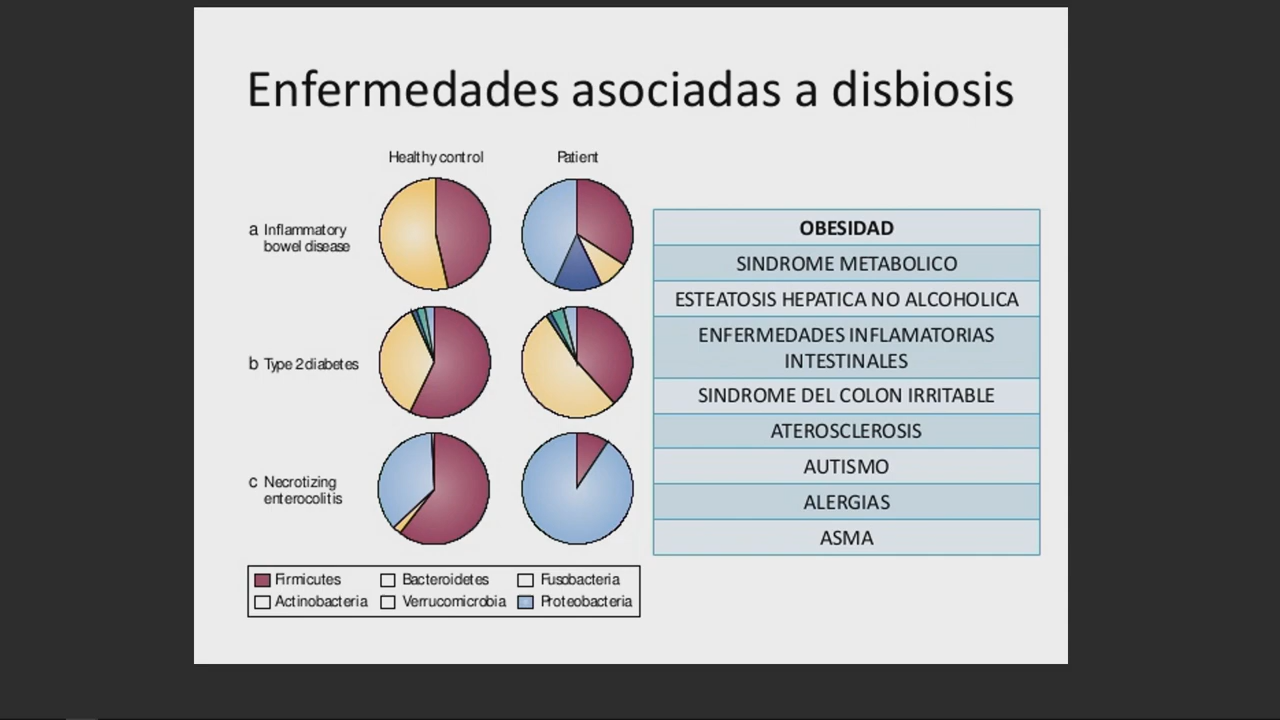 Enfermedades asociadas a disbiosis
Healthy control
Patient
a Inflammatory
bowel disease
b Type 2 diabetes
c Necrotizing
enterocolitis
Firmicutes
Bacteroidetes
Fusobacteria
Actinobacteria
Verrucomicrobia
Proteobacteria
OBESIDAD
SINDROME METABOLICO
ESTEATOSIS HEPATICA NO ALCOHOLICA
ENFERMEDADES INFLAMATORIAS
INTESTINALES
SINDROME DEL COLON IRRITABLE
ATEROSCLEROSIS
AUTISMO
ALERGIAS
ASMA